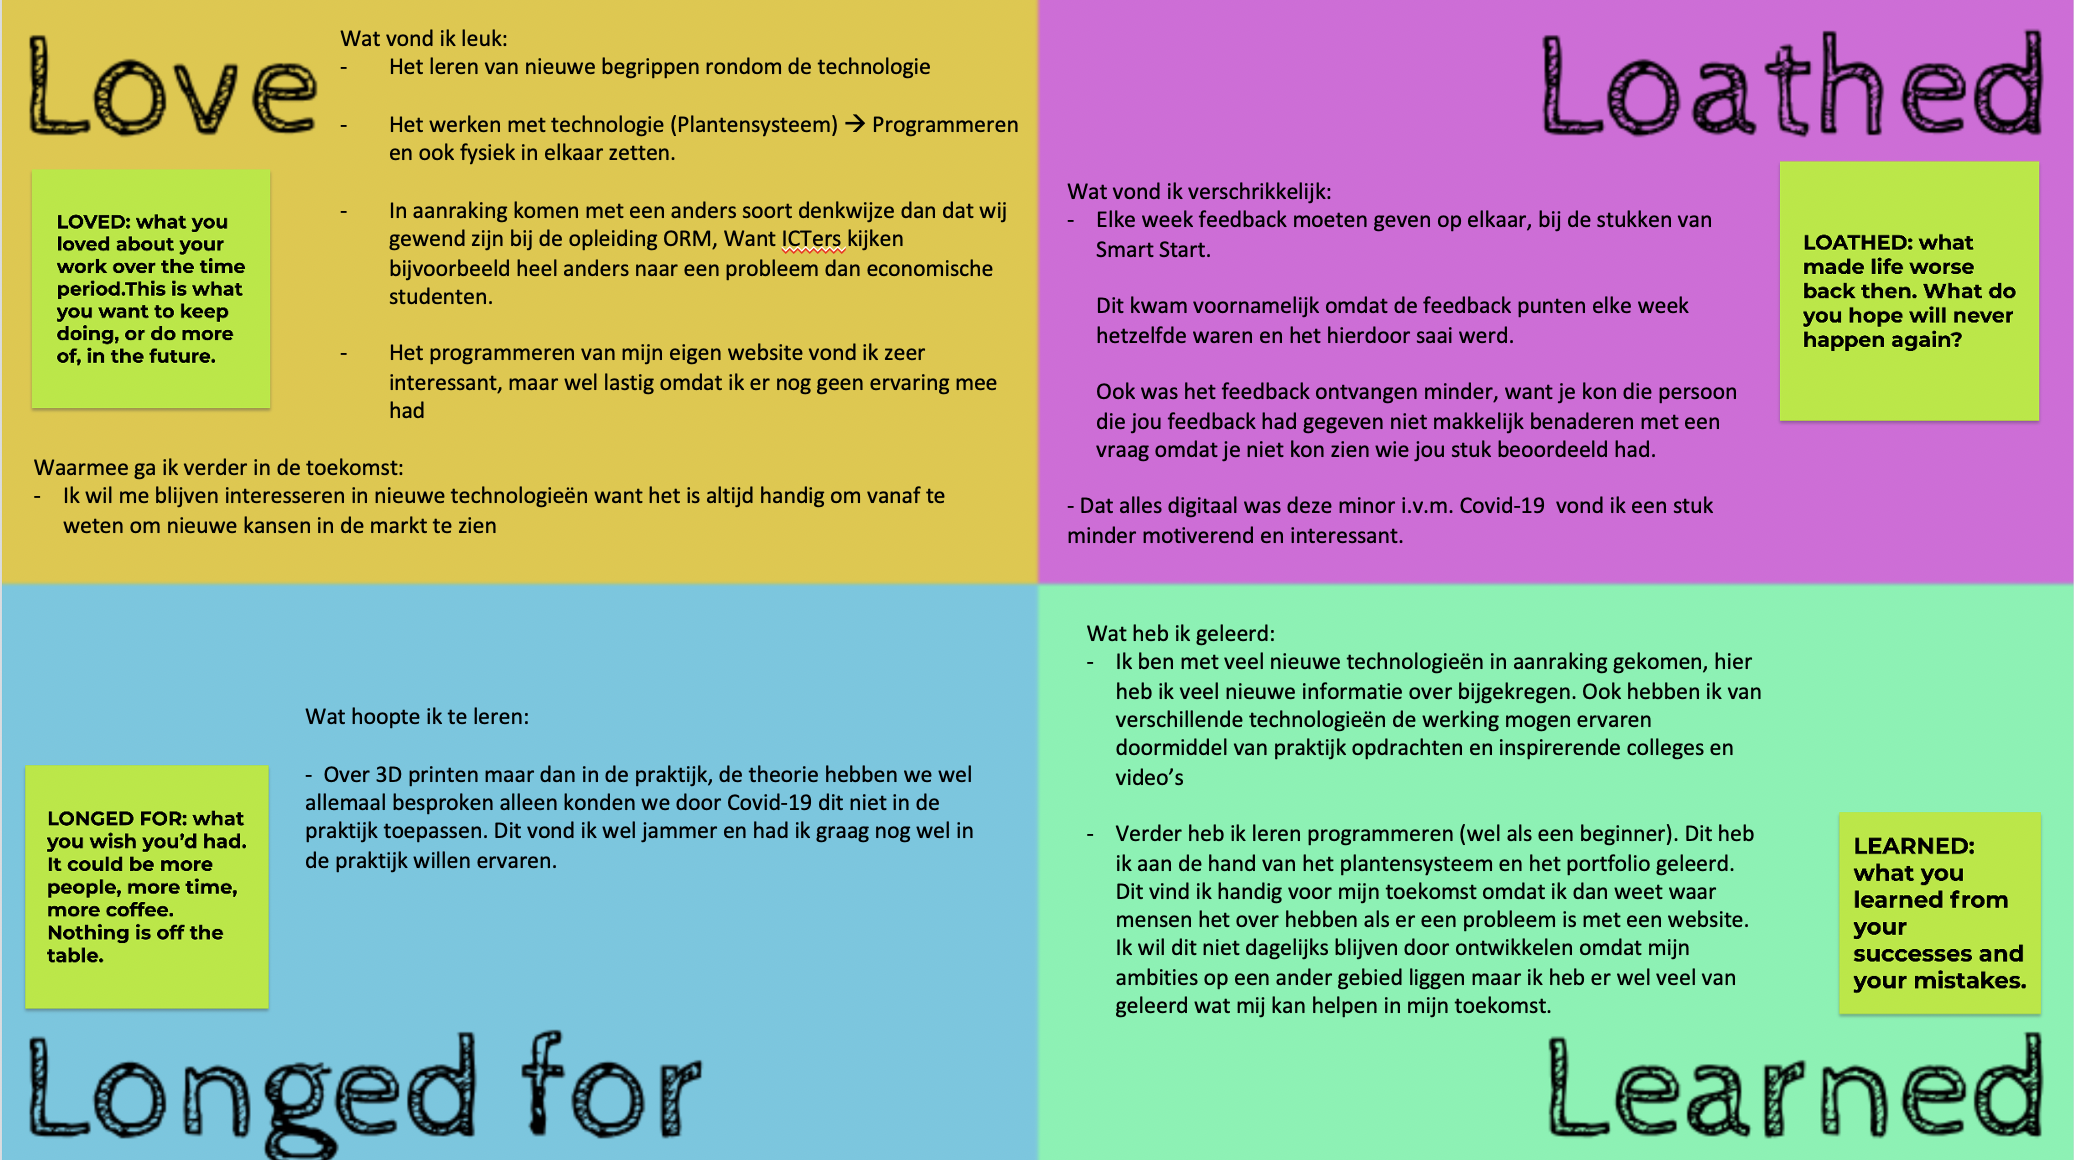 Love
Wat vond ik leuk:
- Het leren van nieuwe begrippen rondom de technologie
- Het werken met technologie (Plantensysteem) → Programmeren
en ook fysiek in elkaar zetten.
- In aanraking komen met een anders soort denkwijze dan dat wij
gewend zijn bij de opleiding ORM, Want ICTers kijken
bijvoorbeeld heel anders naar een probleem dan economische
studenten.
- Het programmeren van mijn eigen website vond ik zeer
interessant, maar wel lastig omdat ik er nog geen ervaring mee
had
LOVED: what you
loved about your
work over the time
period.This is what
you want to keep
doing, or do more
of, in the future.
Waarmee ga ik verder in de toekomst:
- Ik wil me blijven interesseren in nieuwe technologieën want het is altijd handig om vanaf te
weten om nieuwe kansen in de markt te zien
Loathed
Wat vond ik verschrikkelijk:
- Elke week feedback moeten geven op elkaar, bij de stukken van
Smart Start.
Dit kwam voornamelijk omdat de feedback punten elke week
hetzelfde waren en het hierdoor saai werd.
Ook was het feedback ontvangen minder, want je kon die persoon
die jou feedback had gegeven niet makkelijk benaderen met een
vraag omdat je niet kon zien wie jou stuk beoordeeld had.
- Dat alles digitaal was deze minor i.v.m. Covid-19  vond ik een stuk
minder motiverend en interessant.
LOATHED: what
made life worse
back then. What do
you hope will never
happen again?
Wat hoopte ik te leren:
- Over 3D printen maar dan in de praktijk, de theorie hebben we wel
allemaal besproken alleen konden we door Covid-19 dit niet in de
praktijk toepassen. Dit vond ik wel jammer en had ik graag nog wel in
de praktijk willen ervaren.
LONGED FOR: what
you wish you'd had.
It could be more
people, more time,
more coffee.
Nothing is off the
table.
Longed for
Wat heb ik geleerd:
- Ik ben met veel nieuwe technologieën in aanraking gekomen, hier
heb ik veel nieuwe informatie over bijgekregen. Ook hebben ik van
verschillende technologieën de werking mogen ervaren
doormiddel van praktijk opdrachten en inspirerende colleges en
video's
- Verder heb ik leren programmeren (wel als een beginner). Dit heb
ik aan de hand van het plantensysteem en het portfolio geleerd.
Dit vind ik handig voor mijn toekomst omdat ik dan weet waar
mensen het over hebben als er een probleem is met een website.
Ik wil dit niet dagelijks blijven door ontwikkelen omdat mijn
ambities op een ander gebied liggen maar ik heb er wel veel van
geleerd wat mij kan helpen in mijn toekomst.
LEARNED:
what you
learned from
your
successes and
your mistakes.
Learned